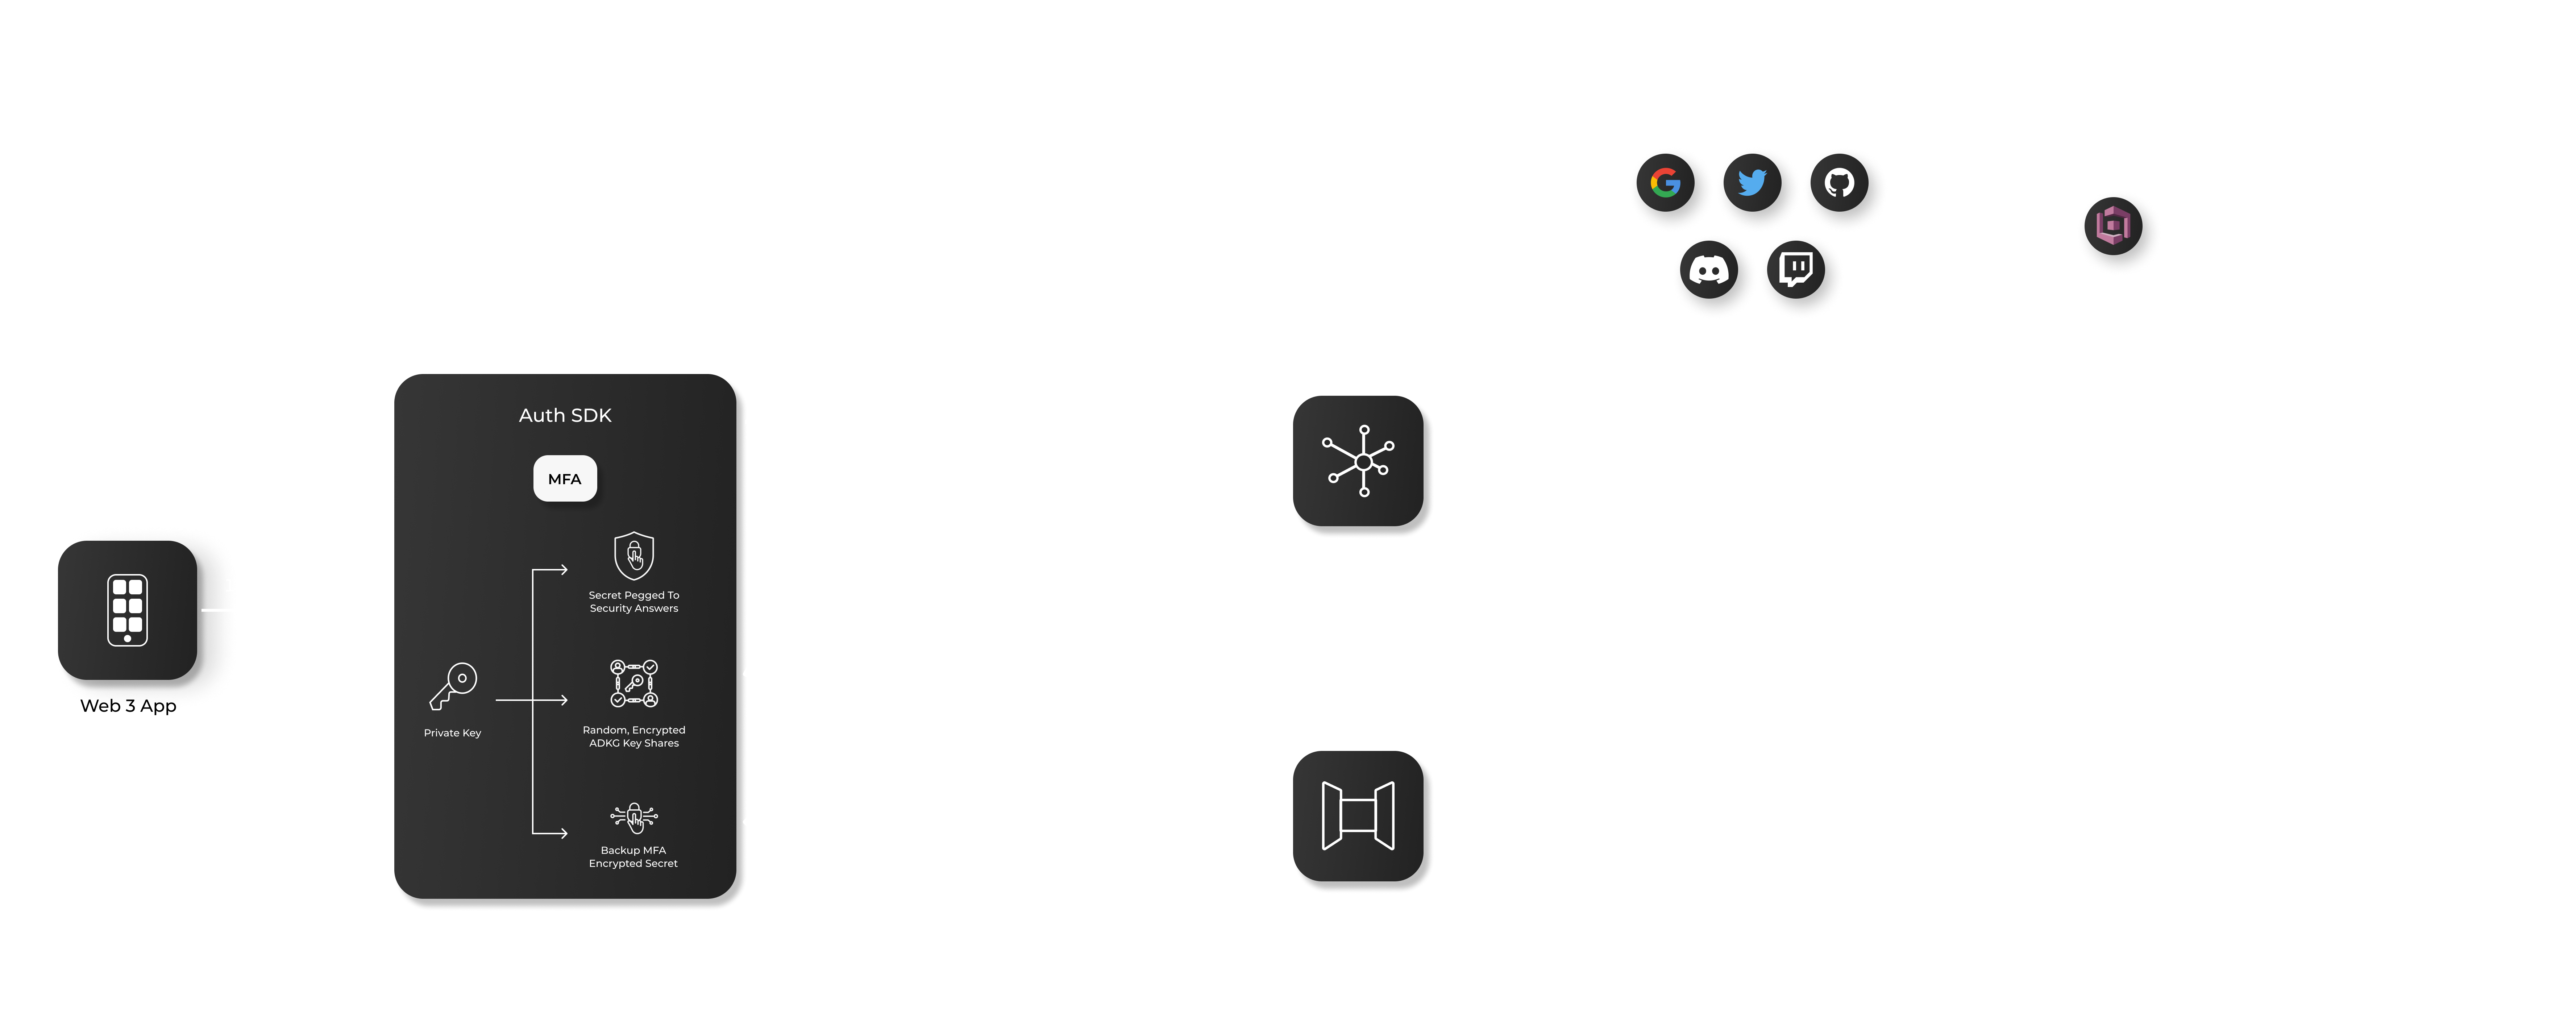 Auth SDK
MFA
Secret Pegged To
Security Answers
Web 3 App
Private Key
Random, Encrypted
ADKG Key Shares
Backup MFA
Encrypted Secret